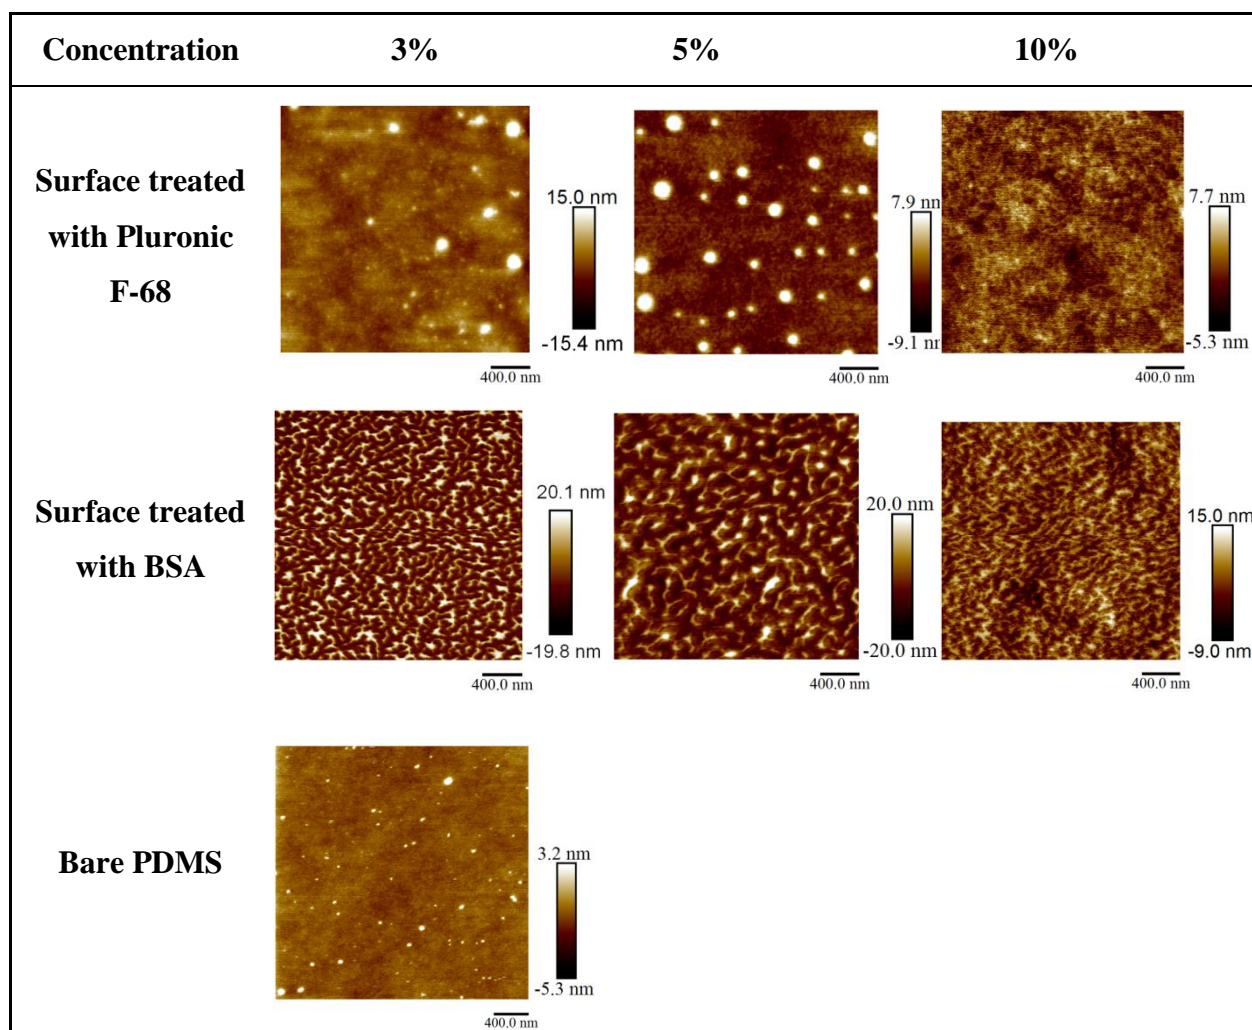 Concentration 3% 5% 10%
Surface treated
with Pluronic
F-68
15.0 nm
-15.4 nm
400.0 nm
7.9 nm
-9.1 nm
400.0 nm
7.7 nm
-5.3 nm
400.0 nm
Surface treated
with BSA
20.1 nm
-19.8 nm
400.0 nm
20.0 nm
-20.0 nm
400.0 nm
15.0 nm
-9.0 nm
400.0 nm
Bare PDMS
3.2 nm
-5.3 nm
400.0 nm